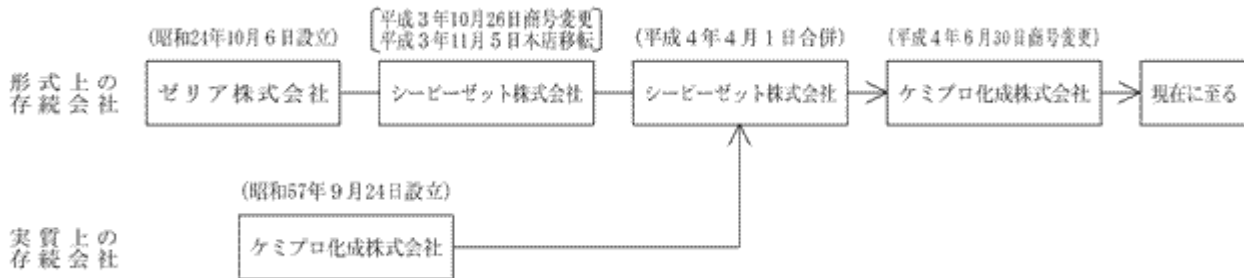 平成3年10月26日商号変更
平成3年11月5日本店移転
(昭和24年10月6日設立)
(平成4年4月1日合併)
(平成4年6月30日商号変更)
形式上の
存続会社
ゼリア株式会社
シーピーゼット株式会社
シーピーゼット株式会社
ケミプロ化成株式会社
現在に至る
(昭和57年9月24日設立)
実質上の
存続会社
ケミプロ化成株式会社